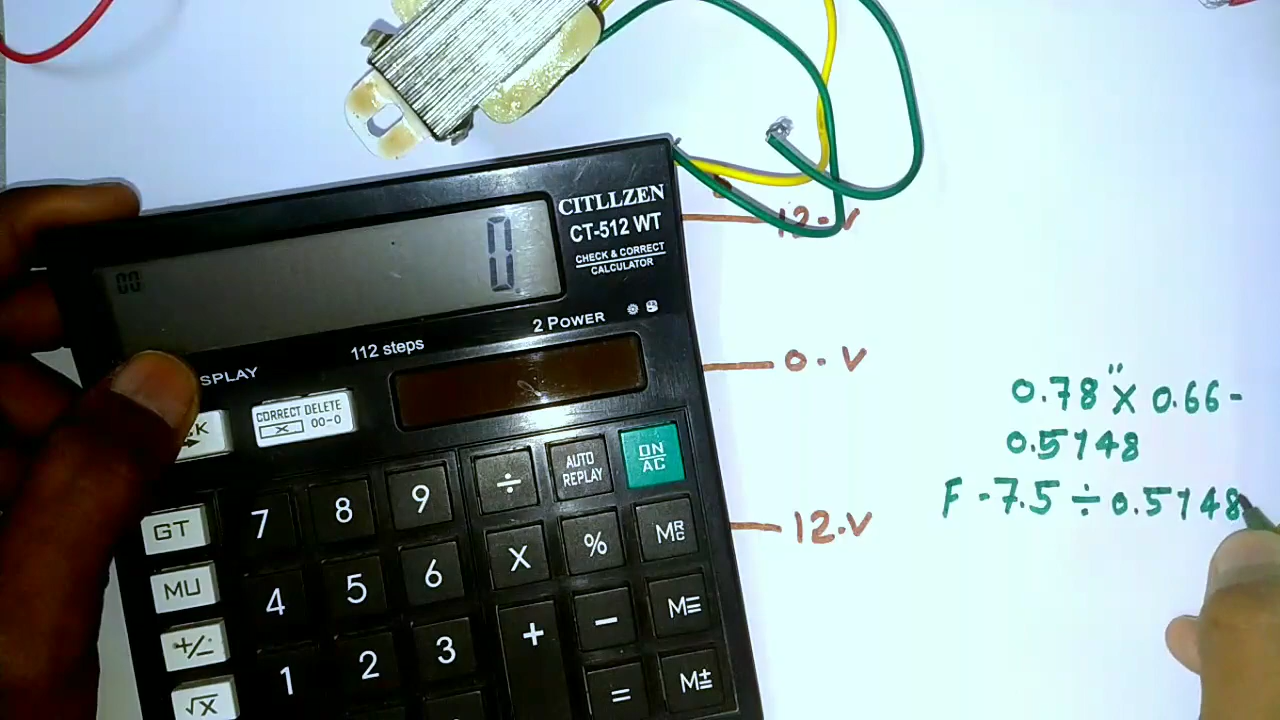 CITLLZEN
CT-512 WT
CHECK & CORRECT
CALCULATOR
00 0.
2 POWER
112 steps
SPLAY
CORRECT DELETE
X 00-0
÷
AUTO REPLAY
ON/AC
GT 7 8 9 X % MRC
MU 4 5 6 + − M=
+/- 1 2 3 = M±
√x
12-V
0-V
12-V
0.78" X 0.66 -
0.5148
F - 7.5 ÷ 0.5148